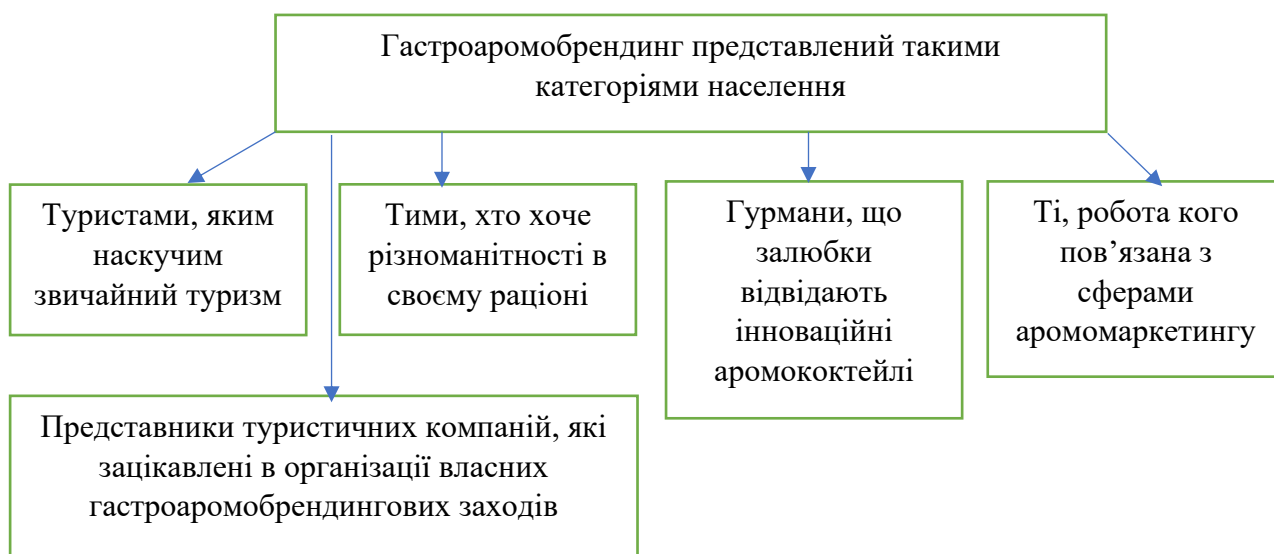 Гастроаромобрендинг представлений такими
категоріями населення
Туристами, яким
наскучим
звичайний туризм
Тими, хто хоче
різноманітності в
своєму раціоні
Гурмани, що
залюбки
відвідають
інноваційні
аромококтейлі
Ті, робота кого
пов’язана з
сферами
аромомаркетингу
Представники туристичних компаній, які
зацікавлені в організації власних
гастроаромобрендингових заходів